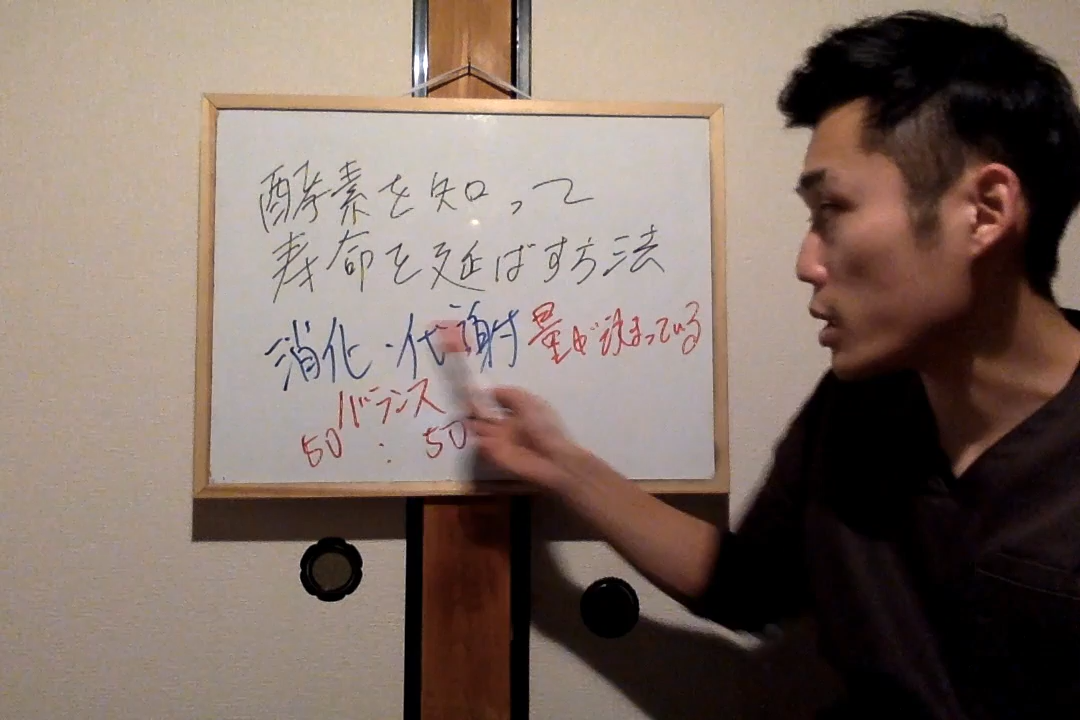 酵素を知って
寿命を延ばす方法
消化・代謝 量が決まっている
バランス
50 : 50